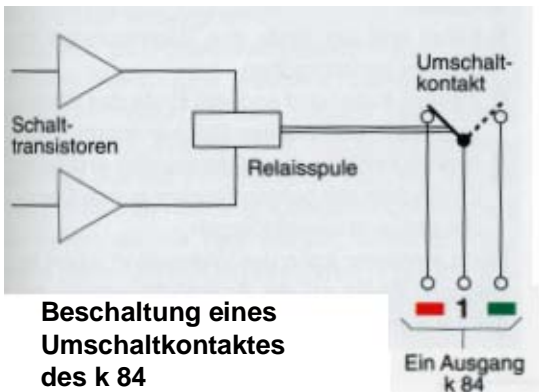 Umschalt-
kontakt
Schalt-
transistoren
Relaisspule
1
Beschaltung eines
Umschaltkontaktes
des k 84
Ein Ausgang
k 84